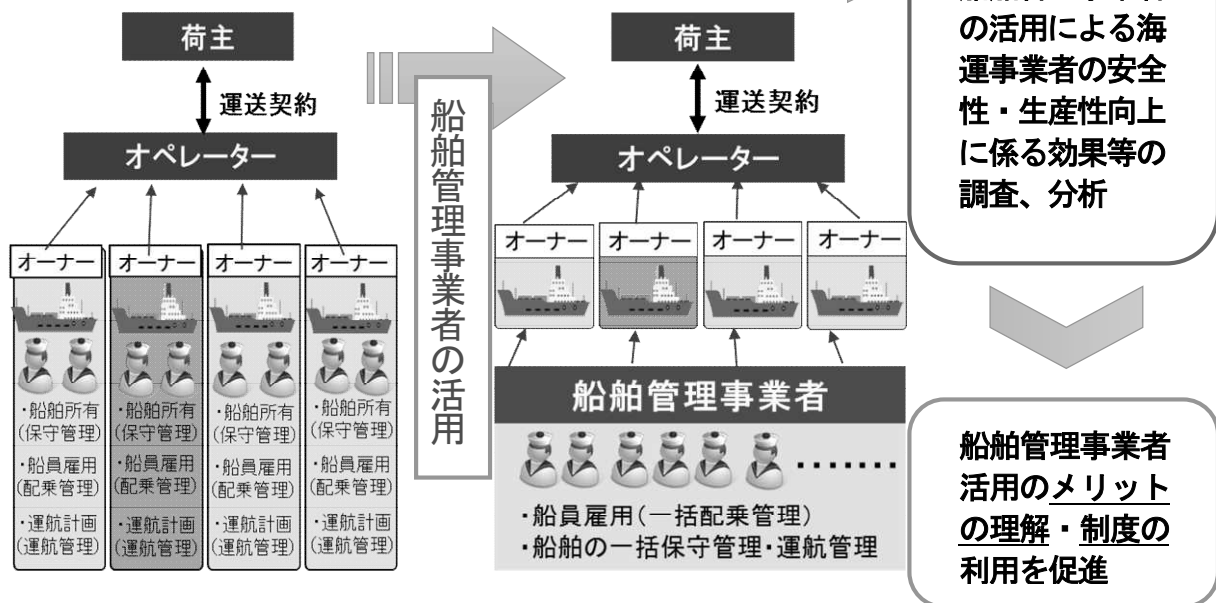 荷主
運送契約
オペレーター
オーナー
オーナー
オーナー
オーナー
・船舶所有
(保守管理)
・船員雇用
(配乗管理)
・運航計画
(運航管理)
・船舶所有
(保守管理)
・船員雇用
(配乗管理)
・運航計画
(運航管理)
・船舶所有
(保守管理)
・船員雇用
(配乗管理)
・運航計画
(運航管理)
・船舶所有
(保守管理)
・船員雇用
(配乗管理)
・運航計画
(運航管理)
船舶管理事業者の活用
荷主
運送契約
オペレーター
オーナー
オーナー
オーナー
オーナー
船舶管理事業者
・・・・・・・
・船員雇用(一括配乗管理)
・船舶の一括保守管理・運航管理
の活用による海
運事業者の安全
性・生産性向上
に係る効果等の
調査、分析
船舶管理事業者
活用のメリット
の理解・制度の
利用を促進